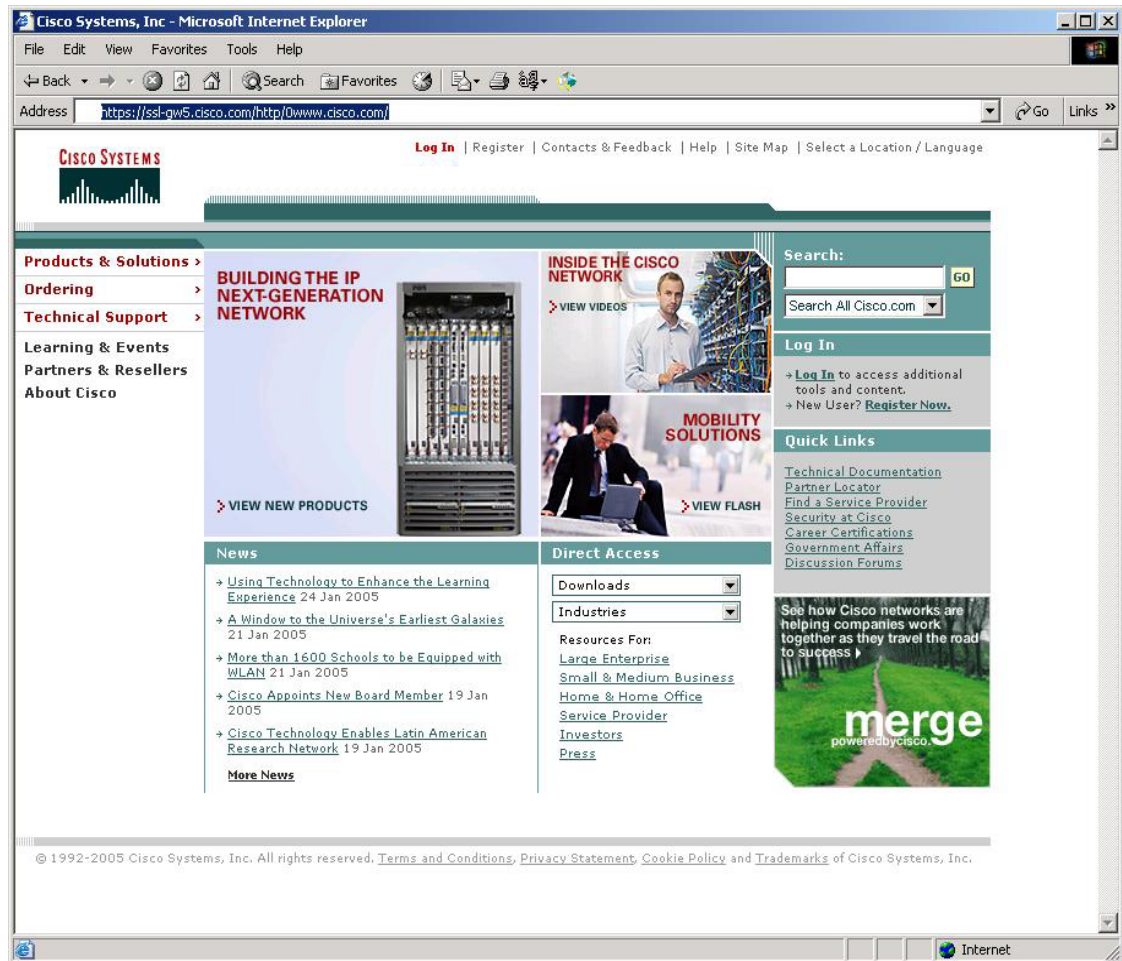 Cisco Systems, Inc - Microsoft Internet Explorer
File Edit View Favorites Tools Help
Back Search Favorites
Address https://ssl-gw5.cisco.com/http/0www.cisco.com/ Go Links »
CISCO SYSTEMS
Log In | Register | Contacts & Feedback | Help | Site Map | Select a Location / Language
Products & Solutions ›
Ordering ›
Technical Support ›
Learning & Events
Partners & Resellers
About Cisco
BUILDING THE IP
NEXT-GENERATION
NETWORK
VIEW NEW PRODUCTS
INSIDE THE CISCO
NETWORK
VIEW VIDEOS
MOBILITY
SOLUTIONS
VIEW FLASH
Search:
GO
Search All Cisco.com
Log In
Log In to access additional
tools and content.
New User? Register Now.
Quick Links
Technical Documentation
Partner Locator
Find a Service Provider
Security at Cisco
Career Certifications
Government Affairs
Discussion Forums
News
Using Technology to Enhance the Learning
Experience 24 Jan 2005
A Window to the Universe's Earliest Galaxies
21 Jan 2005
More than 1600 Schools to be Equipped with
WLAN 21 Jan 2005
Cisco Appoints New Board Member 19 Jan
2005
Cisco Technology Enables Latin American
Research Network 19 Jan 2005
More News
Direct Access
Downloads
Industries
Resources For:
Large Enterprise
Small & Medium Business
Home & Home Office
Service Provider
Investors
Press
See how Cisco networks are
helping companies work
together as they travel the road
to success
merge
poweredbycisco.
© 1992-2005 Cisco Systems, Inc. All rights reserved. Terms and Conditions, Privacy Statement, Cookie Policy and Trademarks of Cisco Systems, Inc.
Internet